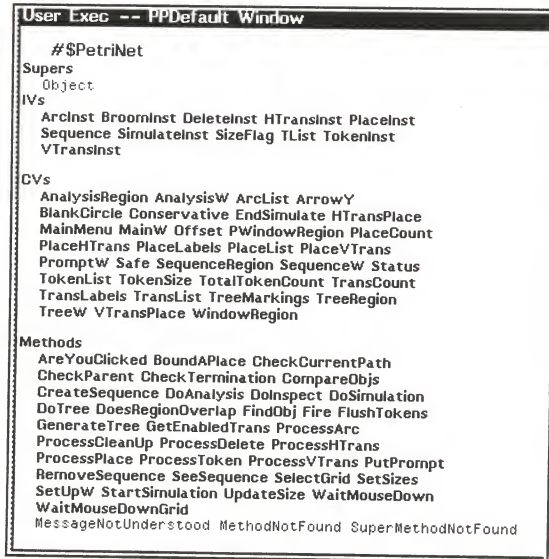 User Exec -- PPDefault Window
#$PetriNet
Supers
Object
IVs
ArcInst BroomInst DeleteInst HTransInst PlaceInst
Sequence SimulateInst SizeFlag TList TokenInst
VTransInst
CVs
AnalysisRegion AnalysisW ArcList ArrowY
BlankCircle Conservative EndSimulate HTransPlace
MainMenu MainW Offset PWindowRegion PlaceCount
PlaceHTrans PlaceLabels PlaceList PlaceVTrans
PromptW Safe SequenceRegion SequenceW Status
TokenList TokenSize TotalTokenCount TransCount
TransLabels TransList TreeMarkings TreeRegion
TreeW VTransPlace WindowRegion
Methods
AreYouClicked BoundAPlace CheckCurrentPath
CheckParent CheckTermination CompareObjs
CreateSequence DoAnalysis DoInspect DoSimulation
DoTree DoesRegionOverlap FindObj Fire FlushTokens
GenerateTree GetEnabledTrans ProcessArc
ProcessCleanUp ProcessDelete ProcessHTrans
ProcessPlace ProcessToken ProcessVTrans PutPrompt
RemoveSequence SeeSequence SelectGrid SetSizes
SetUpW StartSimulation UpdateSize WaitMouseDown
WaitMouseDownGrid
MessageNotUnderstood MethodNotFound SuperMethodNotFound